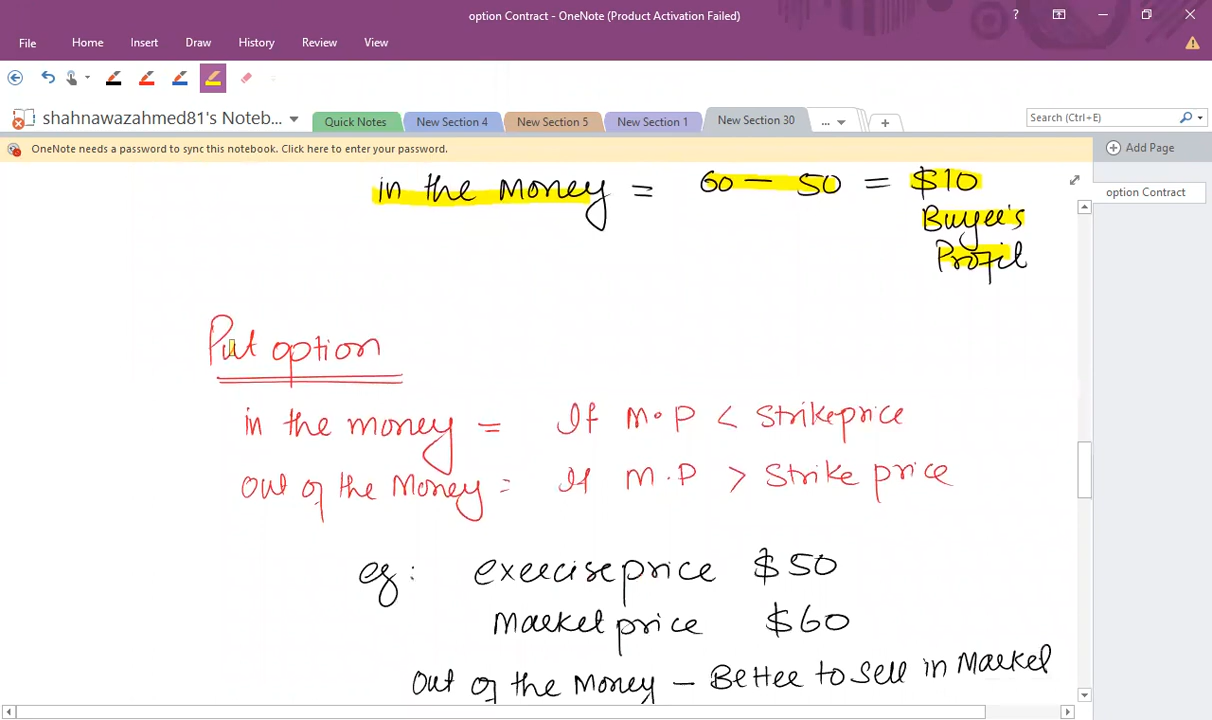 option Contract - OneNote (Product Activation Failed)
File Home Insert Draw History Review View
shahnawazahmed81's Noteb... Quick Notes New Section 4 New Section 5 New Section 1 New Section 30 ... Search (Ctrl+E)
OneNote needs a password to sync this notebook. Click here to enter your password.
Add Page
option Contract
in the money = 60 - 50 = $10
Buyer's
Profit
Put option
in the money = If M.P < Strike price
Out of the Money = If M.P > Strike price
eg: exercise price $50
Market price $60
Out of the Money - Better to Sell in Market